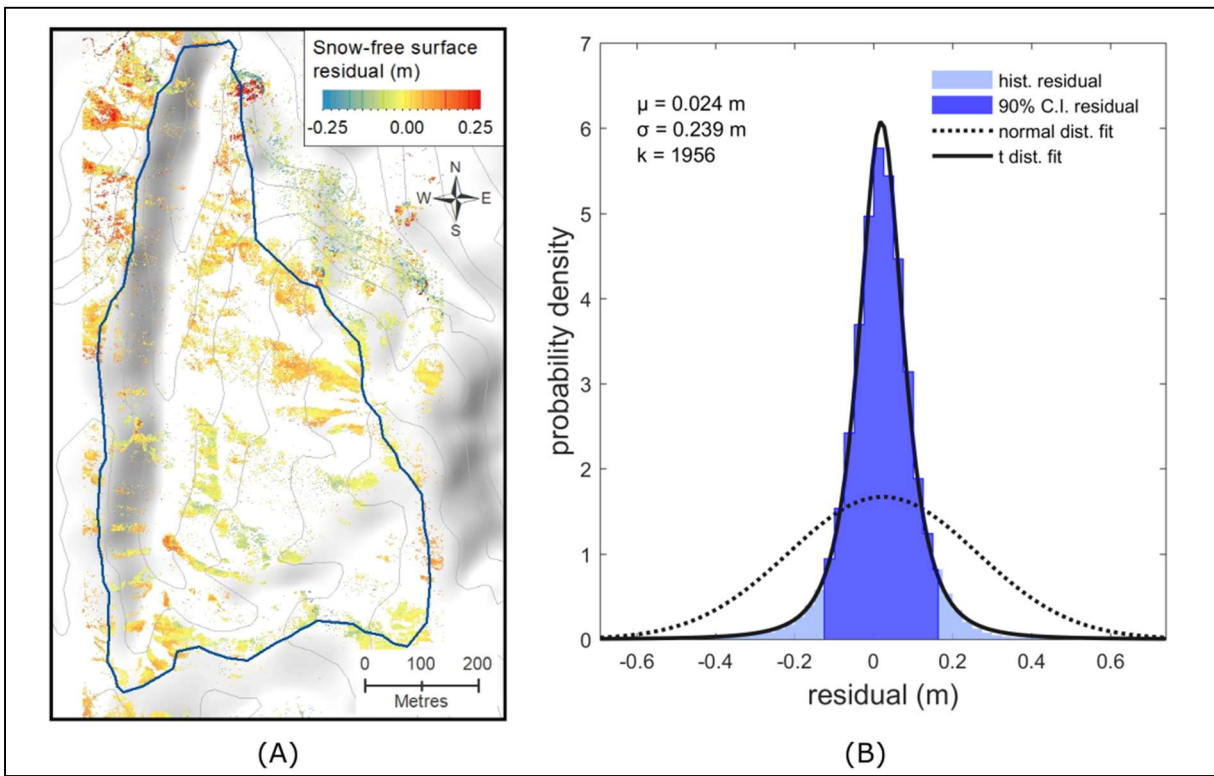 Snow-free surface
residual (m)
-0.25 0.00 0.25
N
W E
S
0 100 200
Metres
(A)
7
6
5
4
3
2
1
0
probability density
μ = 0.024 m
σ = 0.239 m
k = 1956
hist. residual
90% C.I. residual
normal dist. fit
t dist. fit
-0.6 -0.4 -0.2 0 0.2 0.4 0.6
residual (m)
(B)